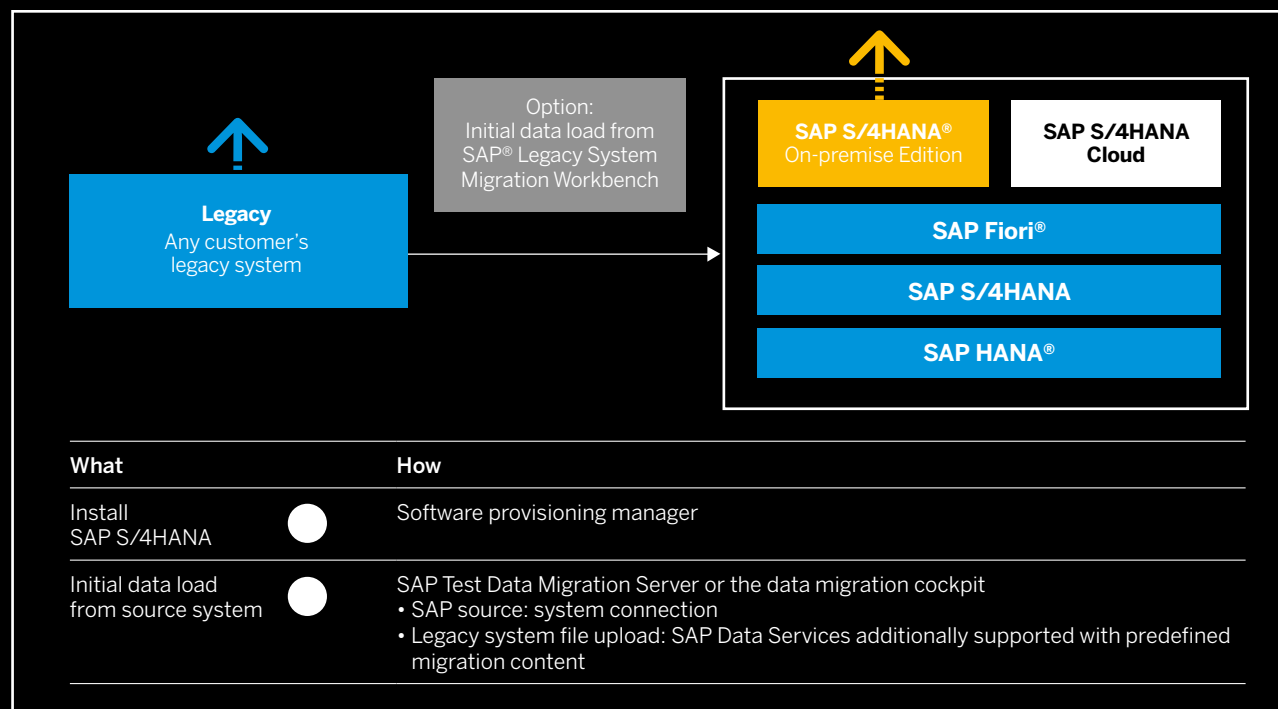 Option:
Initial data load from
SAP® Legacy System
Migration Workbench
SAP S/4HANA®
On-premise Edition
SAP S/4HANA
Cloud
Legacy
Any customer's
legacy system
SAP Fiori®
SAP S/4HANA
SAP HANA®
What How
Install
SAP S/4HANA
Software provisioning manager
Initial data load
from source system
SAP Test Data Migration Server or the data migration cockpit
• SAP source: system connection
• Legacy system file upload: SAP Data Services additionally supported with predefined
migration content